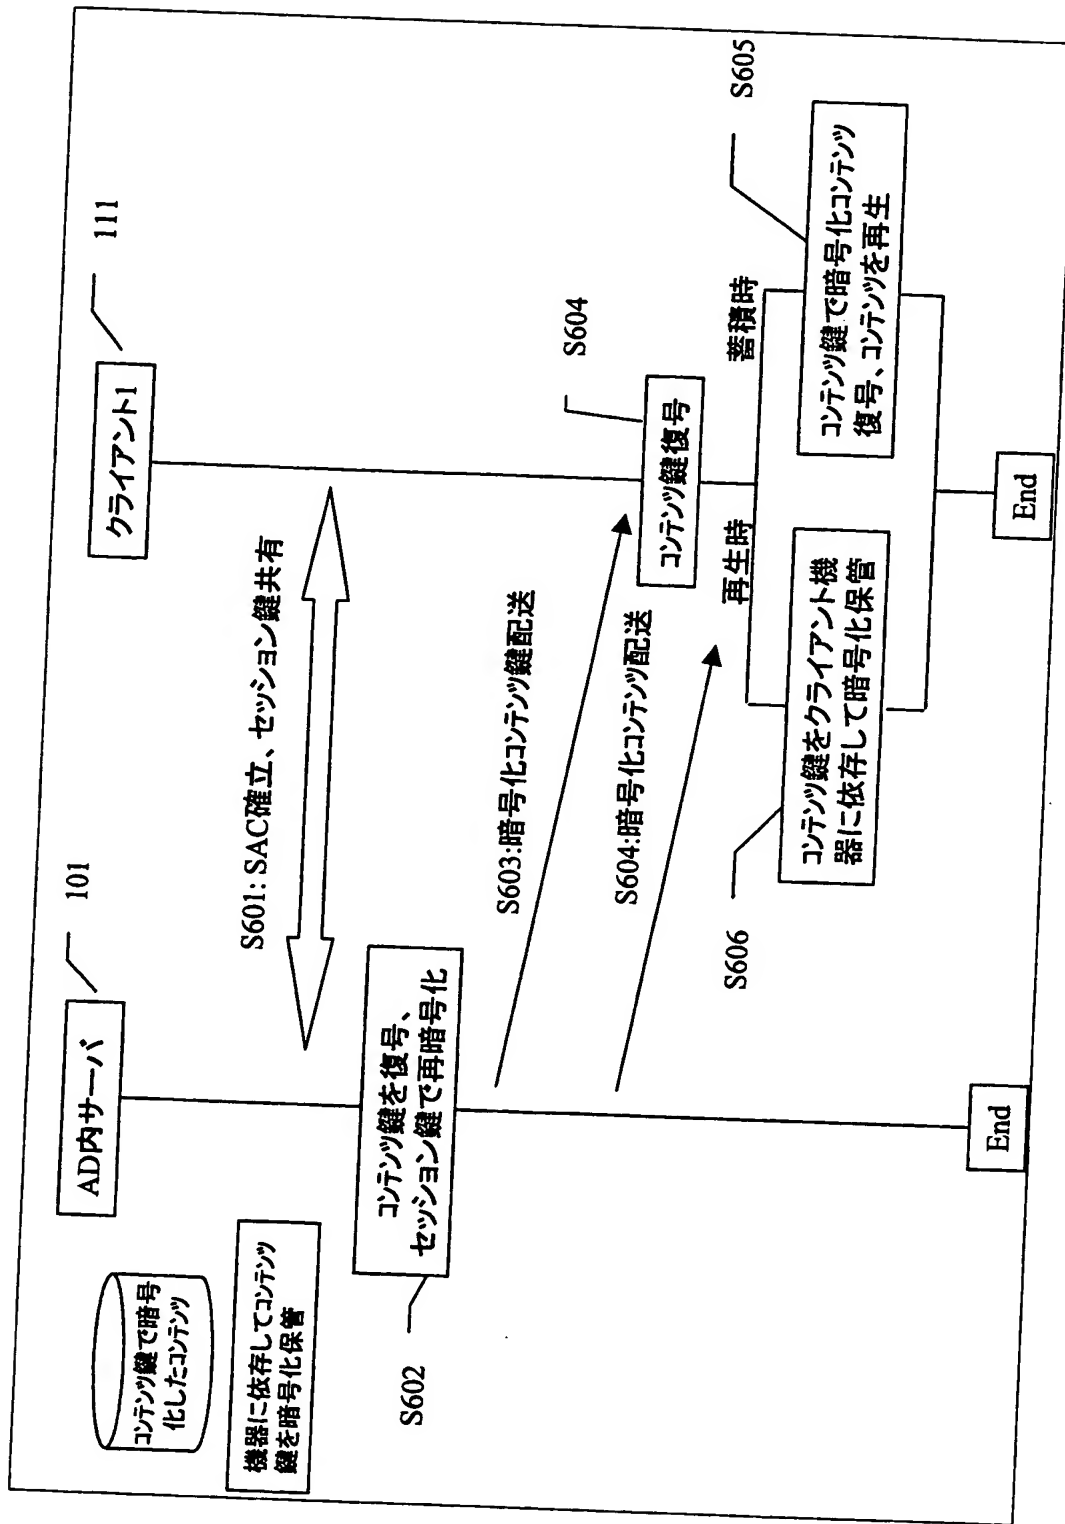 AD内サーバ
101
クライアント1
111
コンテンツ鍵で暗号
化したコンテンツ
機器に依存してコンテンツ
鍵を暗号化保管
S601: SAC確立、セッション鍵共有
コンテンツ鍵を復号、
セッション鍵で再暗号化
S602
S603:暗号化コンテンツ鍵配送
S604:暗号化コンテンツ配送
コンテンツ鍵復号
S604
再生時
蓄積時
コンテンツ鍵をクライアント機
器に依存して暗号化保管
S606
コンテンツ鍵で暗号化コンテンツ
復号、コンテンツを再生
S605
End
End